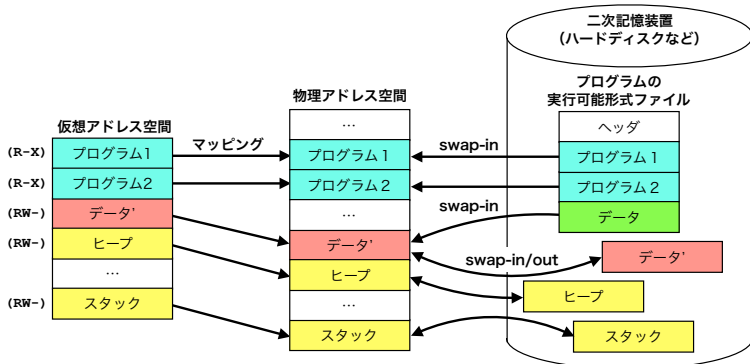 二次記憶装置
(ハードディスクなど)
プログラムの
実行可能形式ファイル
物理アドレス空間
仮想アドレス空間
…
ヘッダ
(R-X)
プログラム1
マッピング
プログラム1
swap-in
プログラム1
(R-X)
プログラム2
プログラム2
プログラム2
(RW-)
データ'
…
swap-in
データ
(RW-)
ヒープ
データ'
swap-in/out
データ'
…
ヒープ
ヒープ
(RW-)
スタック
…
スタック
スタック